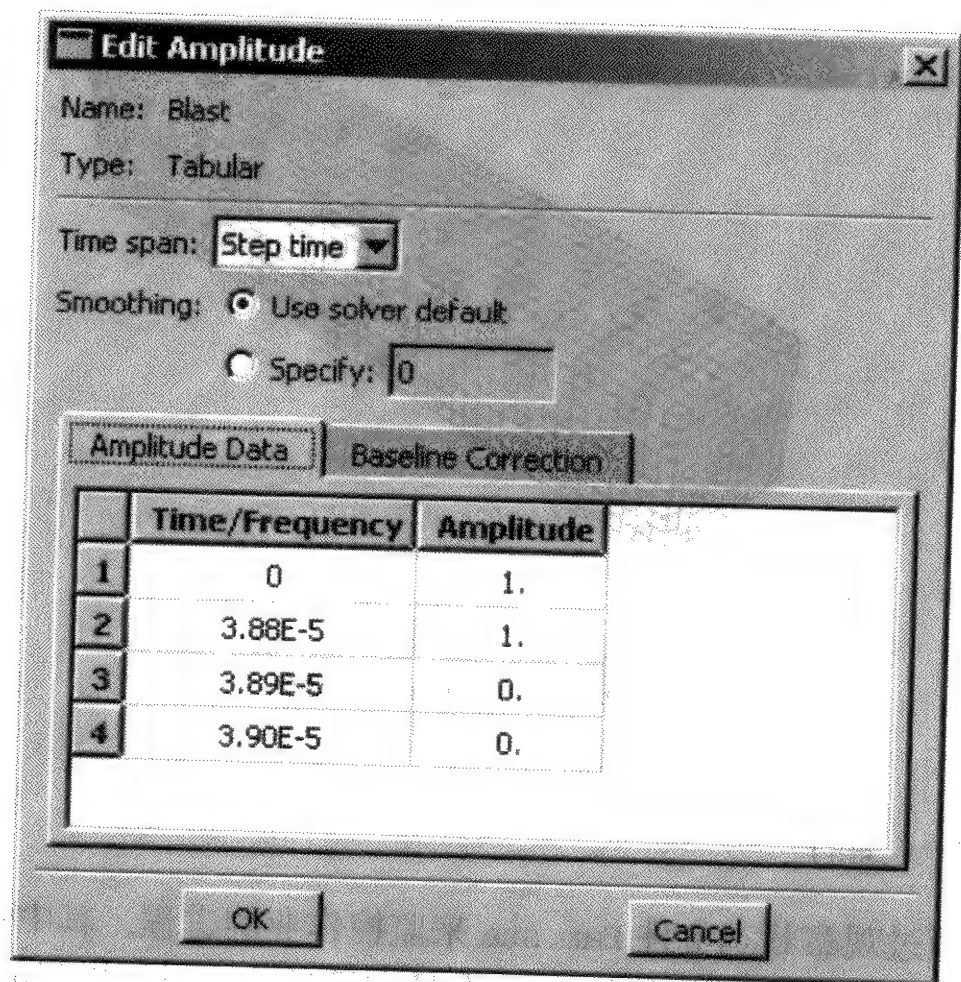 Edit Amplitude
Name: Blast
Type: Tabular
Time span: Step time
Smoothing: Use solver default
Specify: 0
Amplitude Data Baseline Correction
Time/Frequency Amplitude
1 0 1.
2 3.88E-5 1.
3 3.89E-5 0.
4 3.90E-5 0.
OK Cancel